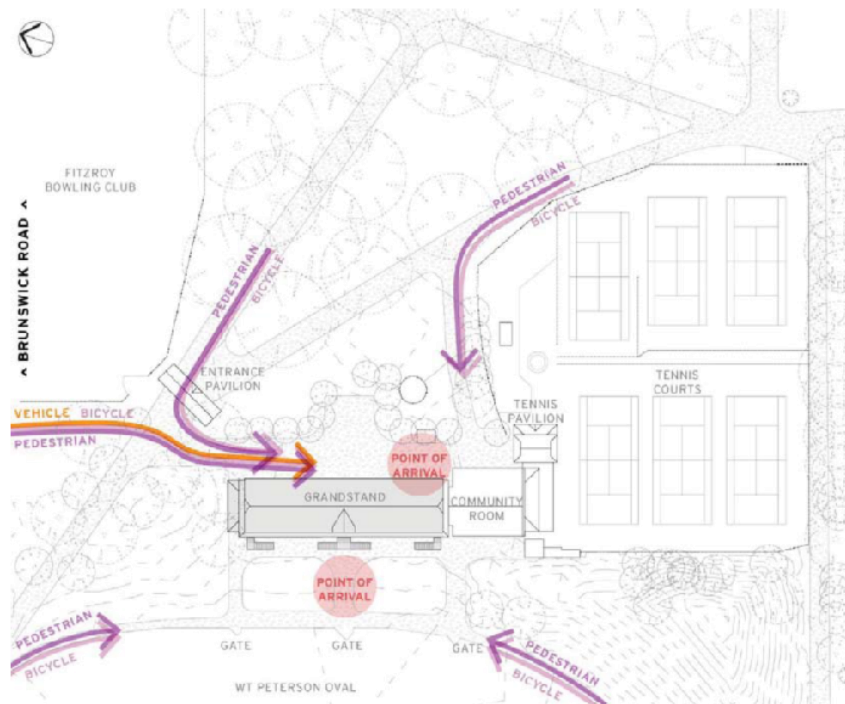 FITZROY
BOWLING CLUB
< BRUNSWICK ROAD >
PEDESTRIAN
BICYCLE
PEDESTRIAN
BICYCLE
ENTRANCE
PAVILION
VEHICLE BICYCLE
PEDESTRIAN
TENNIS
COURTS
TENNIS
PAVILION
POINT OF
ARRIVAL
GRANDSTAND
COMMUNITY
ROOM
POINT OF
ARRIVAL
PEDESTRIAN
BICYCLE
GATE
GATE
GATE
PEDESTRIAN
BICYCLE
WT PETERSON OVAL